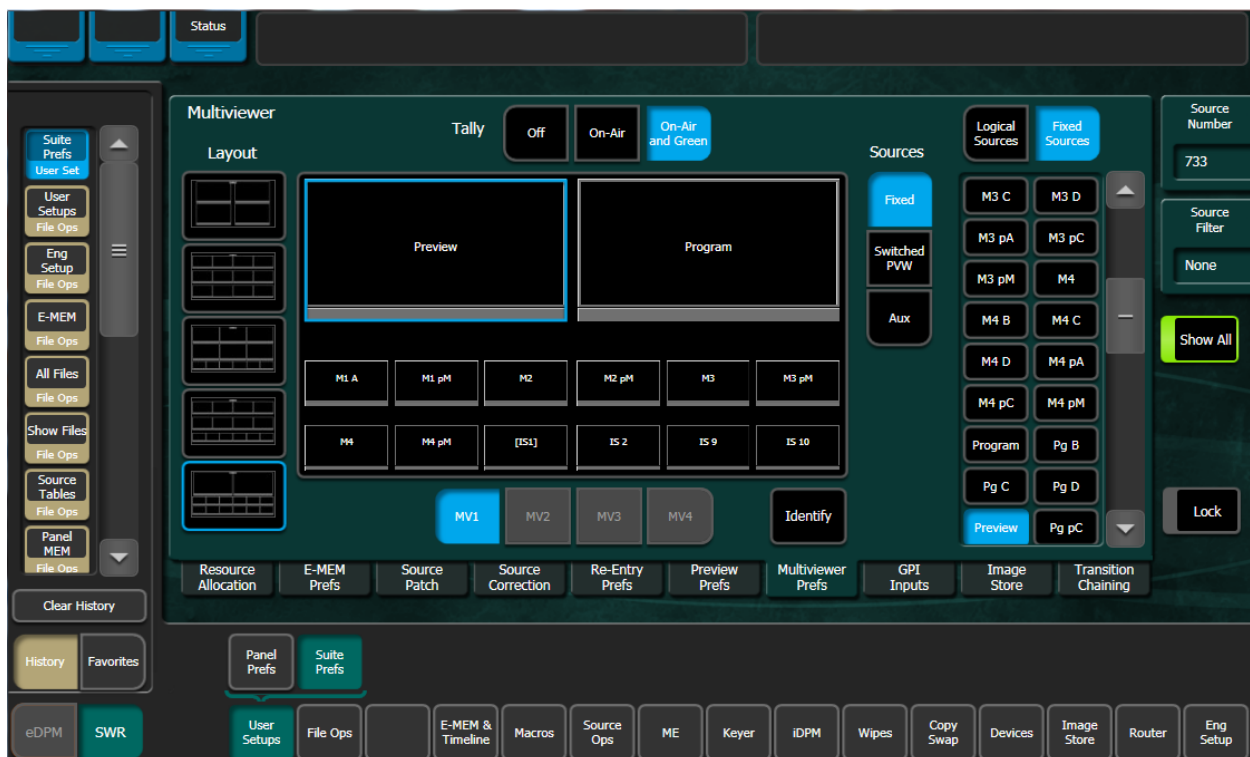 Status
Suite
Prefs
User Set
User
Setups
File Ops
Eng
Setup
File Ops
E-MEM
File Ops
All Files
File Ops
Show Files
File Ops
Source
Tables
File Ops
Panel
MEM
File Ops
Clear History
History
Favorites
eDPM
SWR
Multiviewer
Layout
Tally
Off
On-Air
On-Air
and Green
Preview
Program
M1 A
M1 pM
M2
M2 pM
M3
M3 pM
M4
M4 pM
[IS1]
IS 2
IS 9
IS 10
MV1
MV2
MV3
MV4
Identify
Sources
Fixed
Switched
PVW
Aux
Logical
Sources
Fixed
Sources
M3 C
M3 D
M3 pA
M3 pC
M3 pM
M4
M4 B
M4 C
M4 D
M4 pA
M4 pC
M4 pM
Program
Pg B
Pg C
Pg D
Preview
Pg pC
Source
Number
733
Source
Filter
None
Show All
Lock
Resource
Allocation
E-MEM
Prefs
Source
Patch
Source
Correction
Re-Entry
Prefs
Preview
Prefs
Multiviewer
Prefs
GPI
Inputs
Image
Store
Transition
Chaining
Panel
Prefs
Suite
Prefs
User
Setups
File Ops
E-MEM &
Timeline
Macros
Source
Ops
ME
Keyer
iDPM
Wipes
Copy
Swap
Devices
Image
Store
Router
Eng
Setup